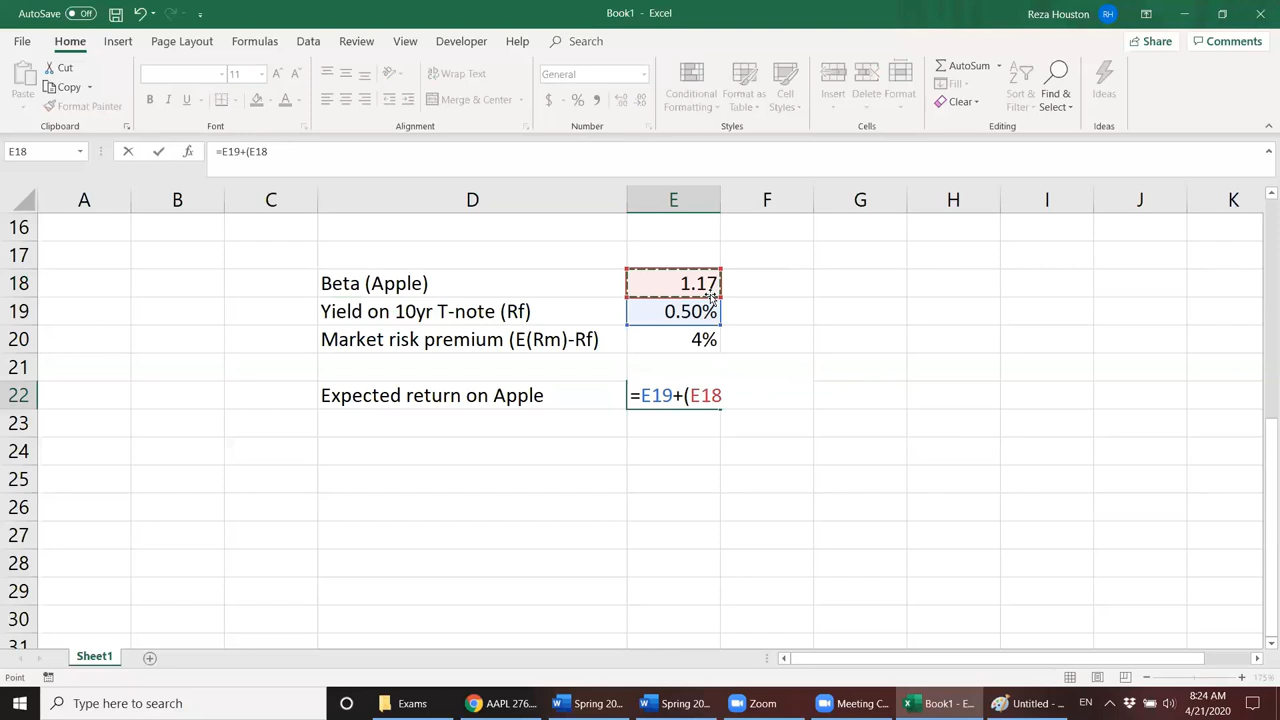 AutoSave Off Book1 - Excel Reza Houston RH
File Home Insert Page Layout Formulas Data Review View Developer Help Search Share Comments
Paste Cut Copy Format Painter Clipboard
11 A A B I U A Font
Wrap Text Merge & Center Alignment
General $ % , Number
Conditional Formatting Format as Table Cell Styles Styles
Insert Delete Format Cells
AutoSum Fill Clear Sort & Filter Find & Select Editing
Ideas Ideas
E18 fx =E19+(E18
A B C D E F G H I J K
16
17
18 Beta (Apple) 1.17
19 Yield on 10yr T-note (Rf) 0.50%
20 Market risk premium (E(Rm)-Rf) 4%
21
22 Expected return on Apple =E19+(E18
23
24
25
26
27
28
29
30
31
Sheet1
Point 175%
Type here to search Exams AAPL 276... Spring 20... Spring 20... Zoom Meeting C... Book1 - E... Untitled - ... EN 8:24 AM
4/21/2020